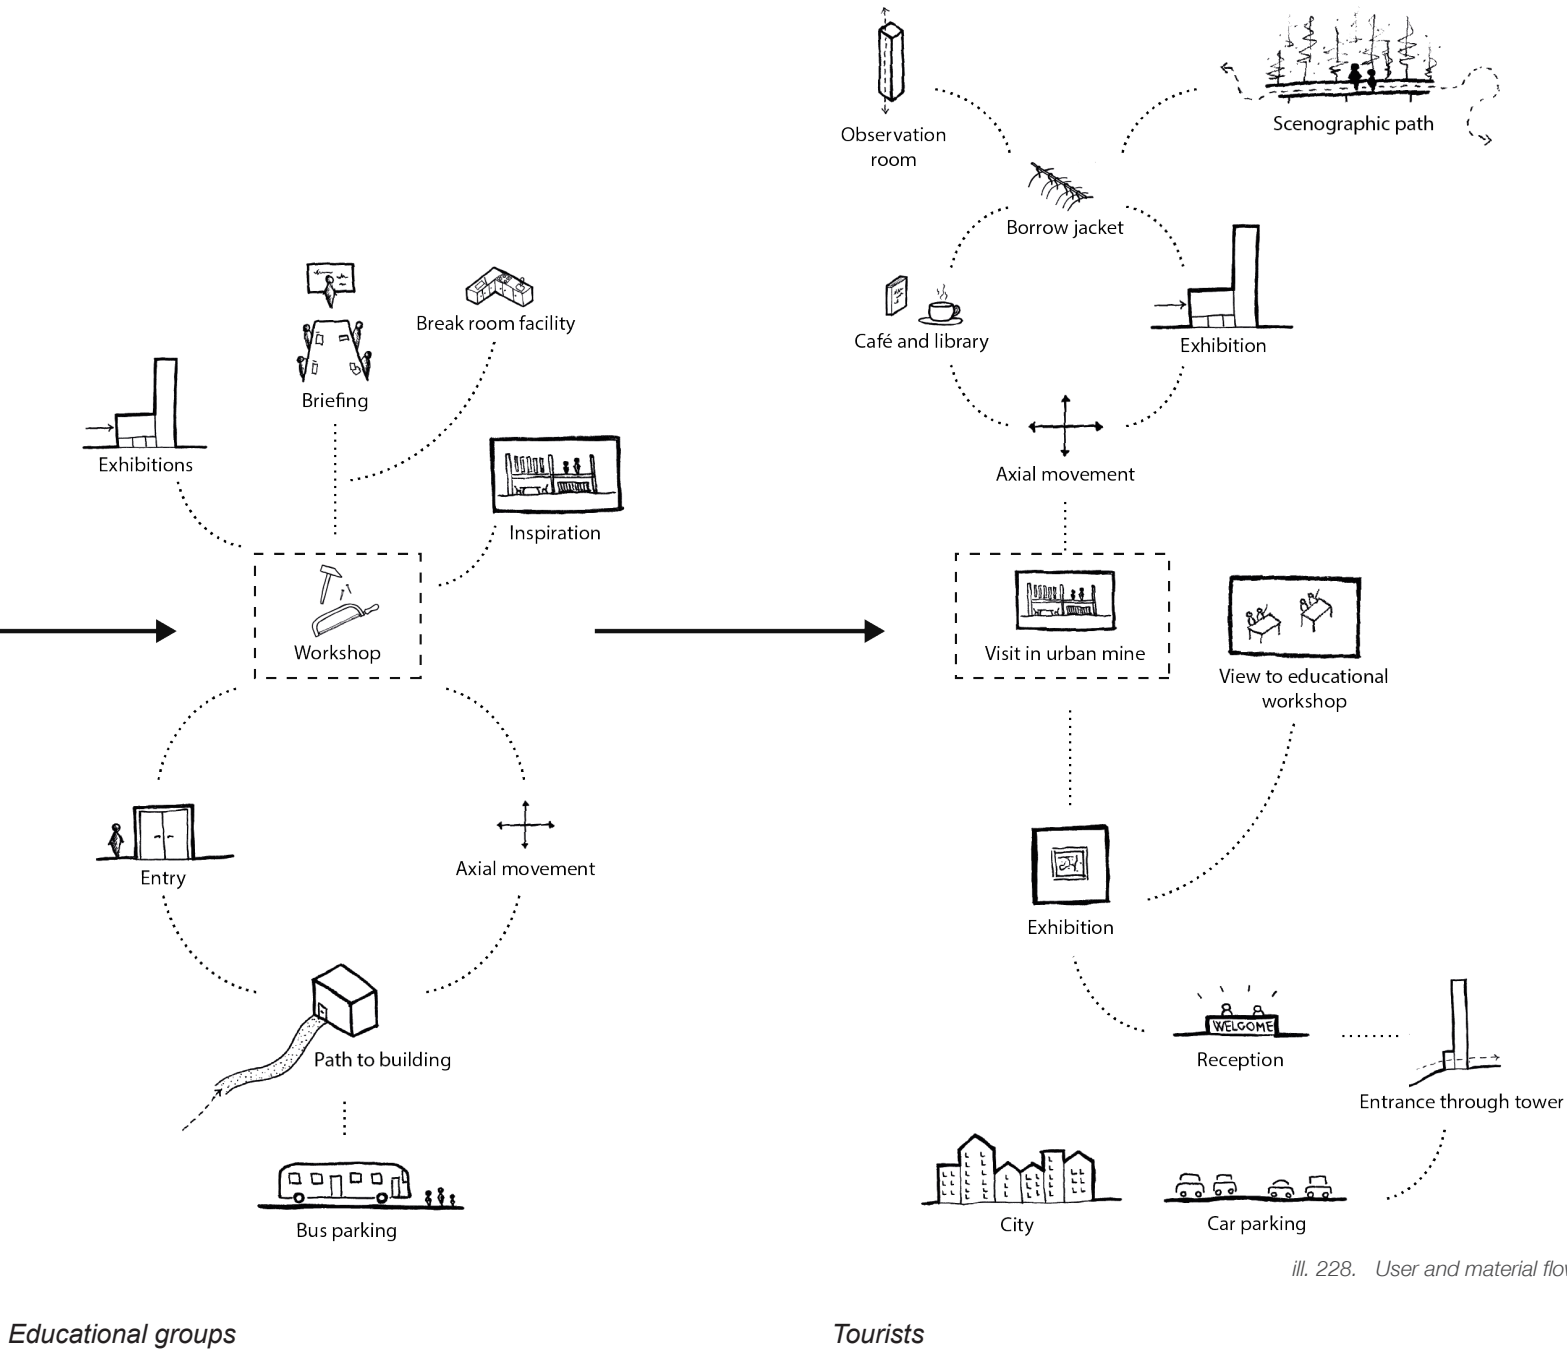 Observation
room
Scenographic path
Borrow jacket
Café and library
Exhibition
Axial movement
Visit in urban mine
View to educational
workshop
Exhibition
WELCOME
Reception
Entrance through tower
City
Car parking
Briefing
Break room facility
Exhibitions
Inspiration
Workshop
Entry
Axial movement
Path to building
Bus parking
ill. 228. User and material flow
Educational groups
Tourists